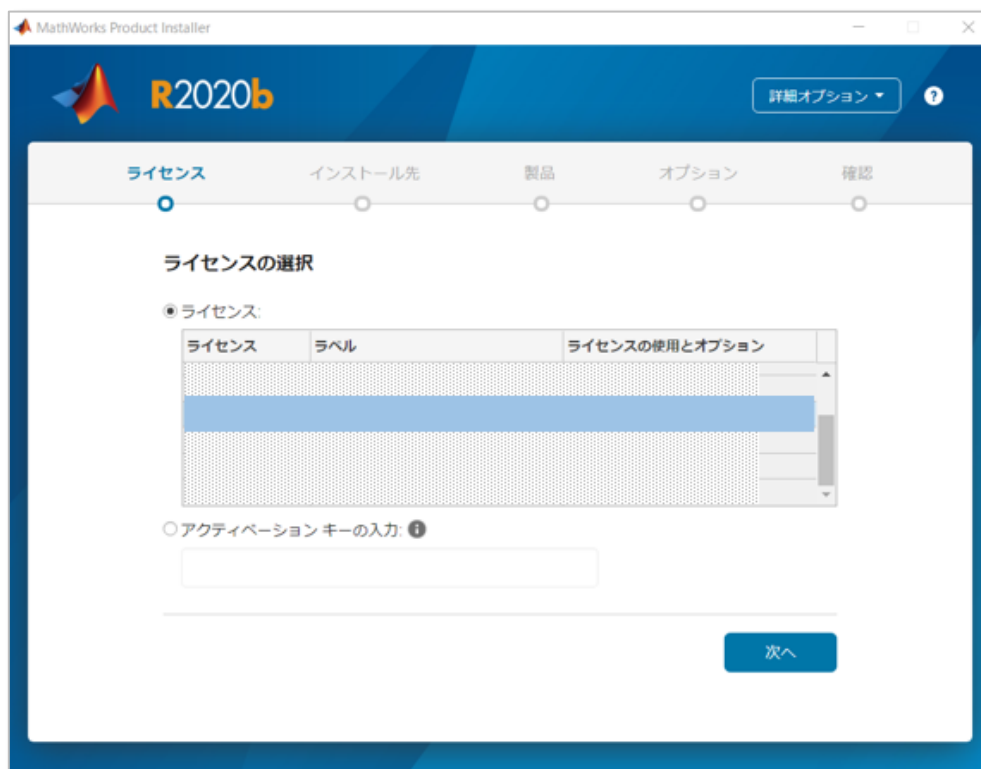 MathWorks Product Installer
R2020b
詳細オプション
ライセンス インストール先 製品 オプション 確認
ライセンスの選択
ライセンス:
ライセンス ラベル ライセンスの使用とオプション
アクティベーション キーの入力:
次へ